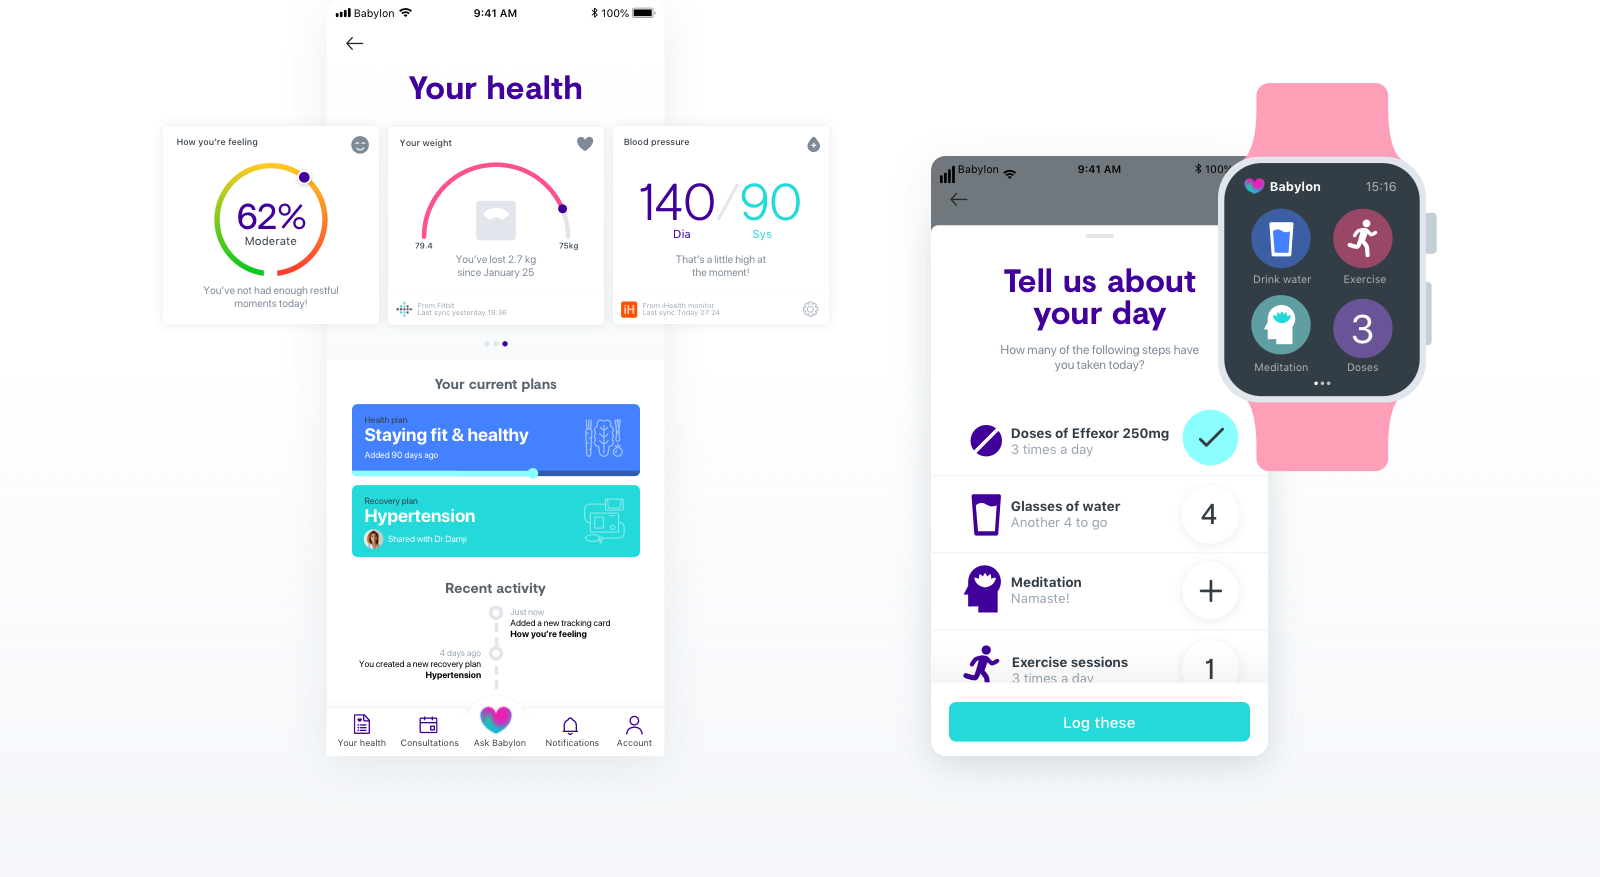 Babylon 9:41 AM 100%
Your health
How you're feeling
62%
Moderate
You've not had enough restful
moments today!
Your weight
79.4 75kg
You've lost 2.7 kg
since January 25
From Fitbit
Last sync yesterday 19:36
Blood pressure
140/90
Dia Sys
That's a little high at
the moment!
iH
From iHealth monitor
Last sync Today 07:24
Your current plans
Health plan
Staying fit & healthy
Added 90 days ago
Recovery plan
Hypertension
Shared with Dr Damji
Recent activity
Just now
Added a new tracking card
How you're feeling
4 days ago
You created a new recovery plan
Hypertension
Your health Consultations Ask Babylon Notifications Account
Babylon 9:41 AM 100%
Tell us about
your day
How many of the following steps have
you taken today?
Doses of Effexor 250mg
3 times a day
Glasses of water
Another 4 to go
4
Meditation
Namaste!
Exercise sessions
3 times a day
1
Log these
Babylon 15:16
Drink water Exercise
3
Meditation Doses